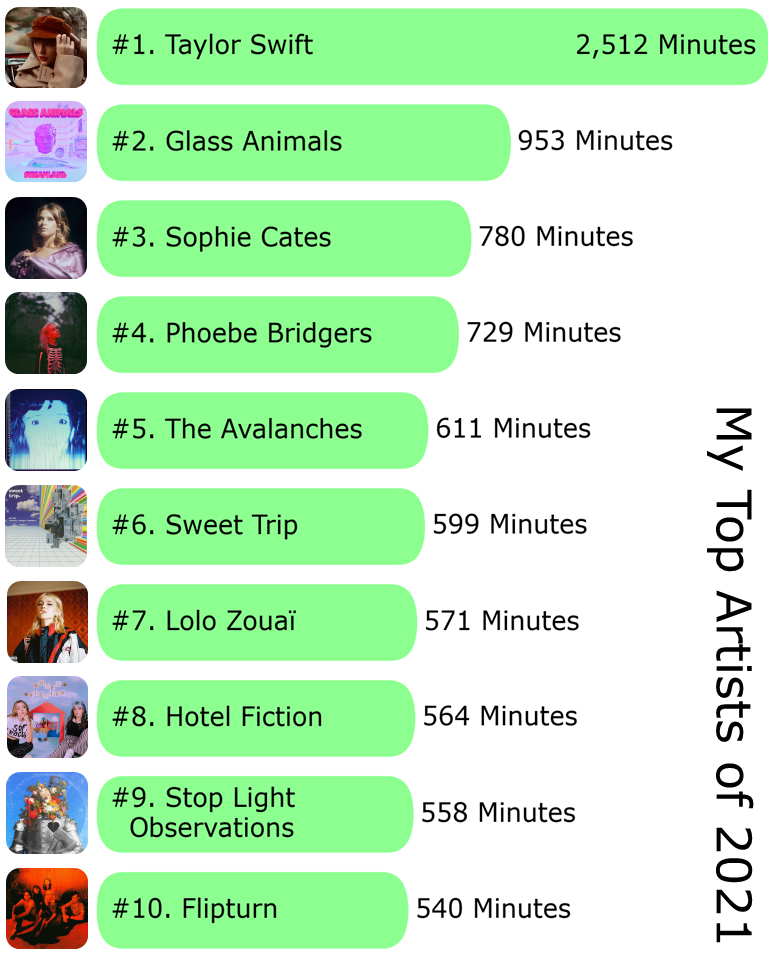 #1. Taylor Swift 2,512 Minutes
GLASS ANIMALS
DREAMLAND
#2. Glass Animals 953 Minutes
#3. Sophie Cates 780 Minutes
#4. Phoebe Bridgers 729 Minutes
#5. The Avalanches 611 Minutes
sweet
trip.
#6. Sweet Trip 599 Minutes
#7. Lolo Zouaï 571 Minutes
#8. Hotel Fiction 564 Minutes
#9. Stop Light
Observations
558 Minutes
#10. Flipturn 540 Minutes
My Top Artists of 2021